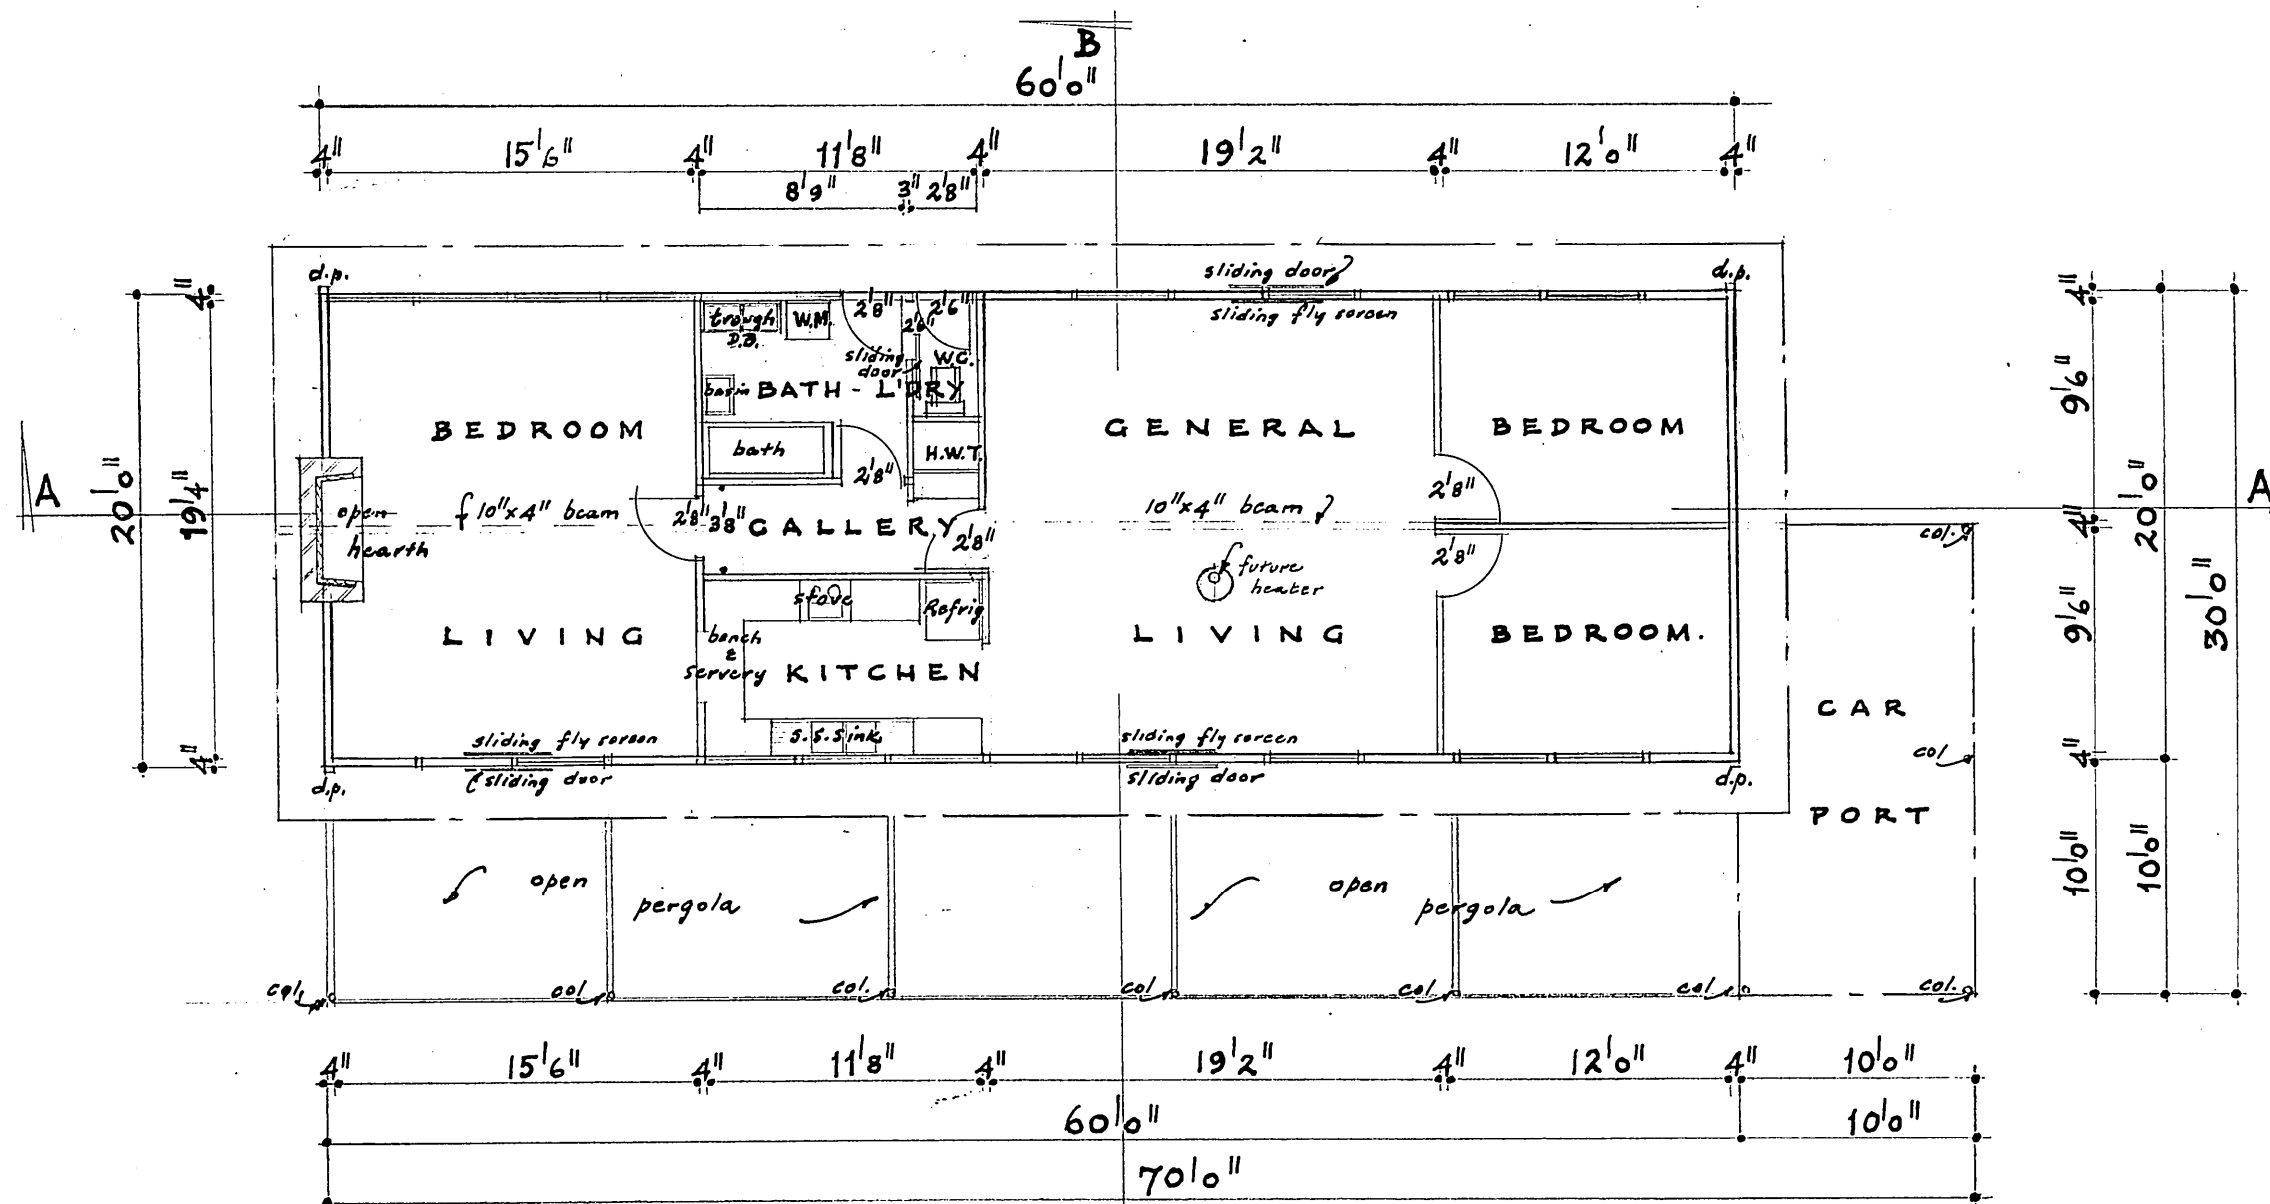 B
60'0"
4" 15'6" 4" 11'8" 4" 19'2" 4" 12'0" 4"
8'9" 3" 2'8"
d.p. sliding door d.p.
sliding fly screen
trough W.M. 2'8" 2'6" 2'6"
D.B.
sliding door W.C.
basin BATH - L'DRY
BEDROOM GENERAL BEDROOM
bath 2'8" H.W.T.
2'8"
A 20'0" 19'4" 4" 4"
open hearth
10"x4" beam 2'8" 3'8" GALLERY 2'8" 10"x4" beam
2'8"
future heater
stove Refrig
LIVING bench & servery KITCHEN LIVING BEDROOM.
S.S. Sink
sliding fly screen sliding fly screen
sliding door sliding door
d.p. d.p.
CAR
PORT
col.
col
open pergola open pergola
col. col col. col col. col col.
4" 9'6" 4" 9'6" 4" 10'0"
20'0" 10'0"
30'0"
A
4" 15'6" 4" 11'8" 4" 19'2" 4" 12'0" 4" 10'0"
60'0" 10'0"
70'0"